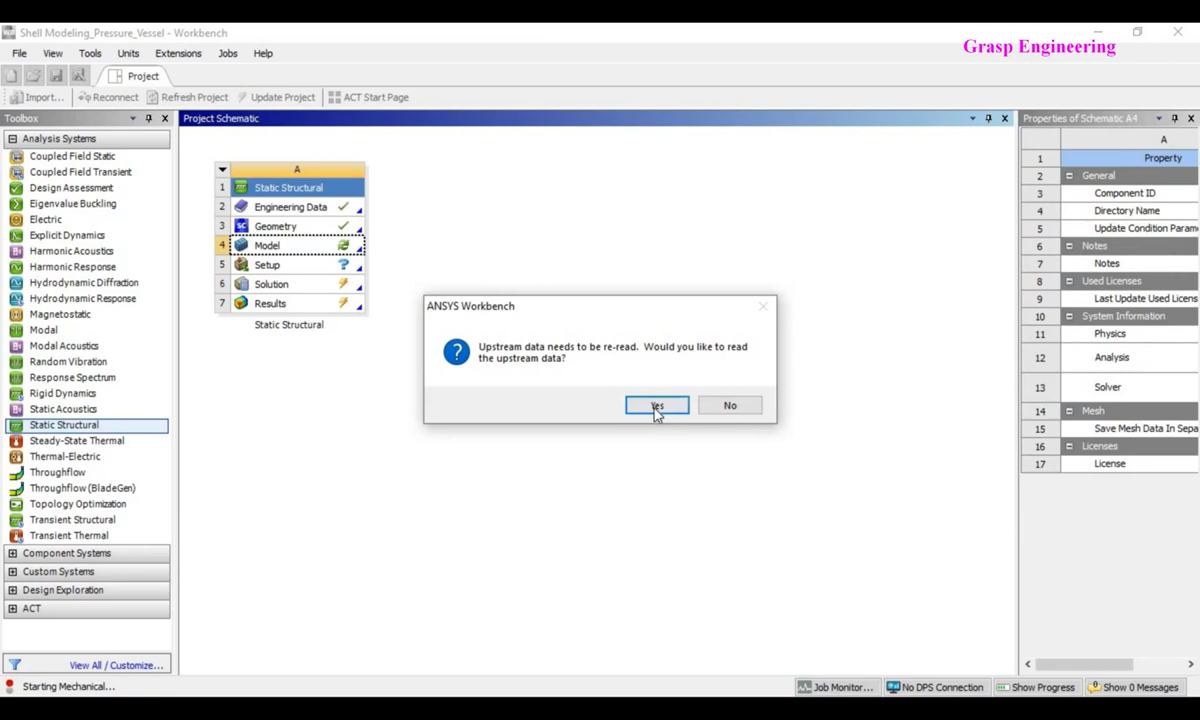 Shell Modeling_Pressure_Vessel - Workbench
Grasp Engineering
File View Tools Units Extensions Jobs Help
Project
Import... Reconnect Refresh Project Update Project ACT Start Page
Toolbox
Analysis Systems
Coupled Field Static
Coupled Field Transient
Design Assessment
Eigenvalue Buckling
Electric
Explicit Dynamics
Harmonic Acoustics
Harmonic Response
Hydrodynamic Diffraction
Hydrodynamic Response
Magnetostatic
Modal
Modal Acoustics
Random Vibration
Response Spectrum
Rigid Dynamics
Static Acoustics
Static Structural
Steady-State Thermal
Thermal-Electric
Throughflow
Throughflow (BladeGen)
Topology Optimization
Transient Structural
Transient Thermal
Component Systems
Custom Systems
Design Exploration
ACT
View All / Customize...
Project Schematic
A
1 Static Structural
2 Engineering Data
3 SC Geometry
4 Model
5 Setup ?
6 Solution
7 Results
Static Structural
ANSYS Workbench
?
Upstream data needs to be re-read. Would you like to read
the upstream data?
Yes No
Properties of Schematic A4
A
1 Property
2 General
3 Component ID
4 Directory Name
5 Update Condition Param
6 Notes
7 Notes
8 Used Licenses
9 Last Update Used Licens
10 System Information
11 Physics
12 Analysis
13 Solver
14 Mesh
15 Save Mesh Data In Sepa
16 Licenses
17 License
Starting Mechanical...
Job Monitor... No DPS Connection Show Progress Show 0 Messages